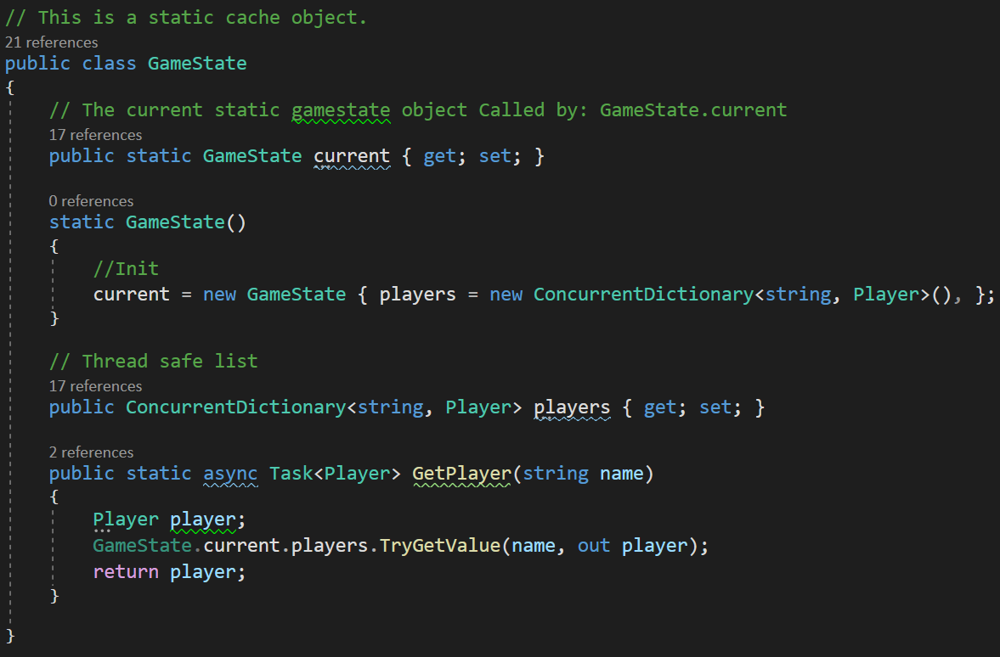 // This is a static cache object.
21 references
public class GameState
{
// The current static gamestate object Called by: GameState.current
17 references
public static GameState current { get; set; }
0 references
static GameState()
{
//Init
current = new GameState { players = new ConcurrentDictionary<string, Player>(), };
}
// Thread safe list
17 references
public ConcurrentDictionary<string, Player> players { get; set; }
2 references
public static async Task<Player> GetPlayer(string name)
{
Player player;
GameState.current.players.TryGetValue(name, out player);
return player;
}
}